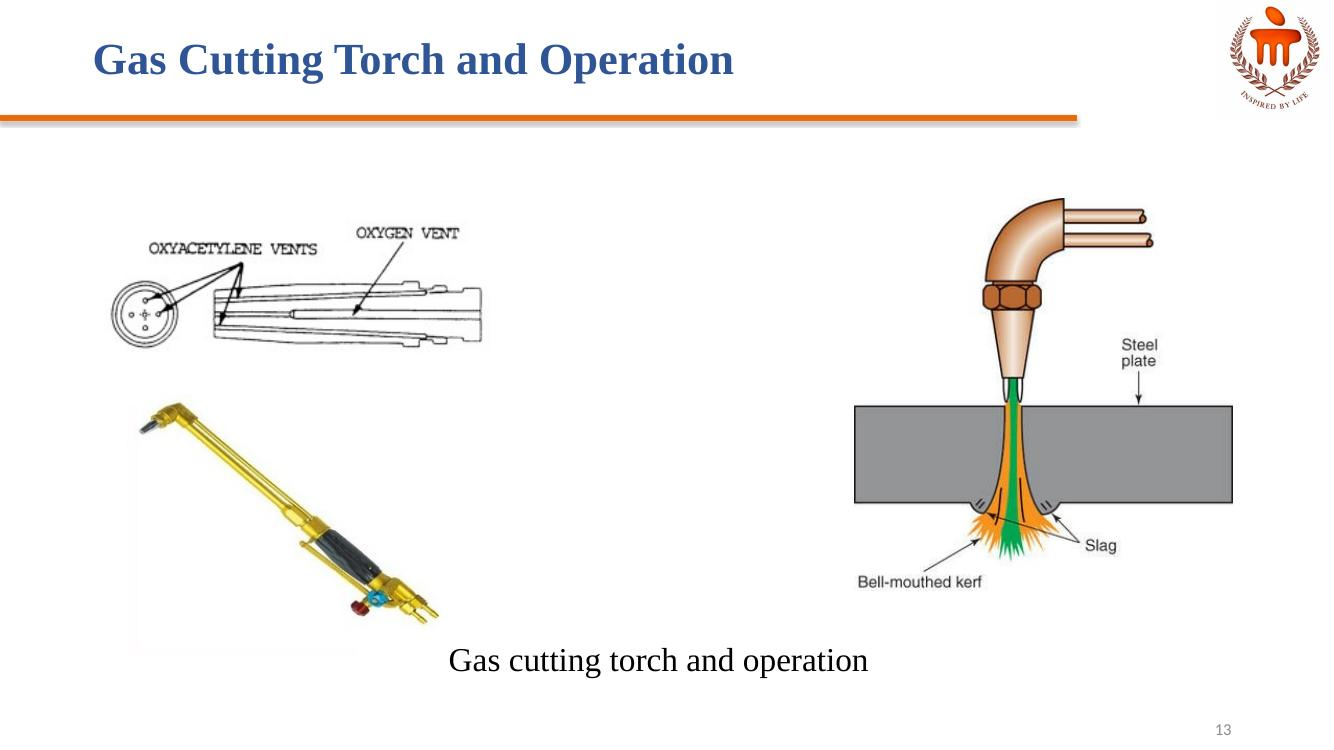 Gas Cutting Torch and Operation
INSPIRED BY LIFE
OXYACETYLENE VENTS
OXYGEN VENT
Steel
plate
Slag
Bell-mouthed kerf
Gas cutting torch and operation
13